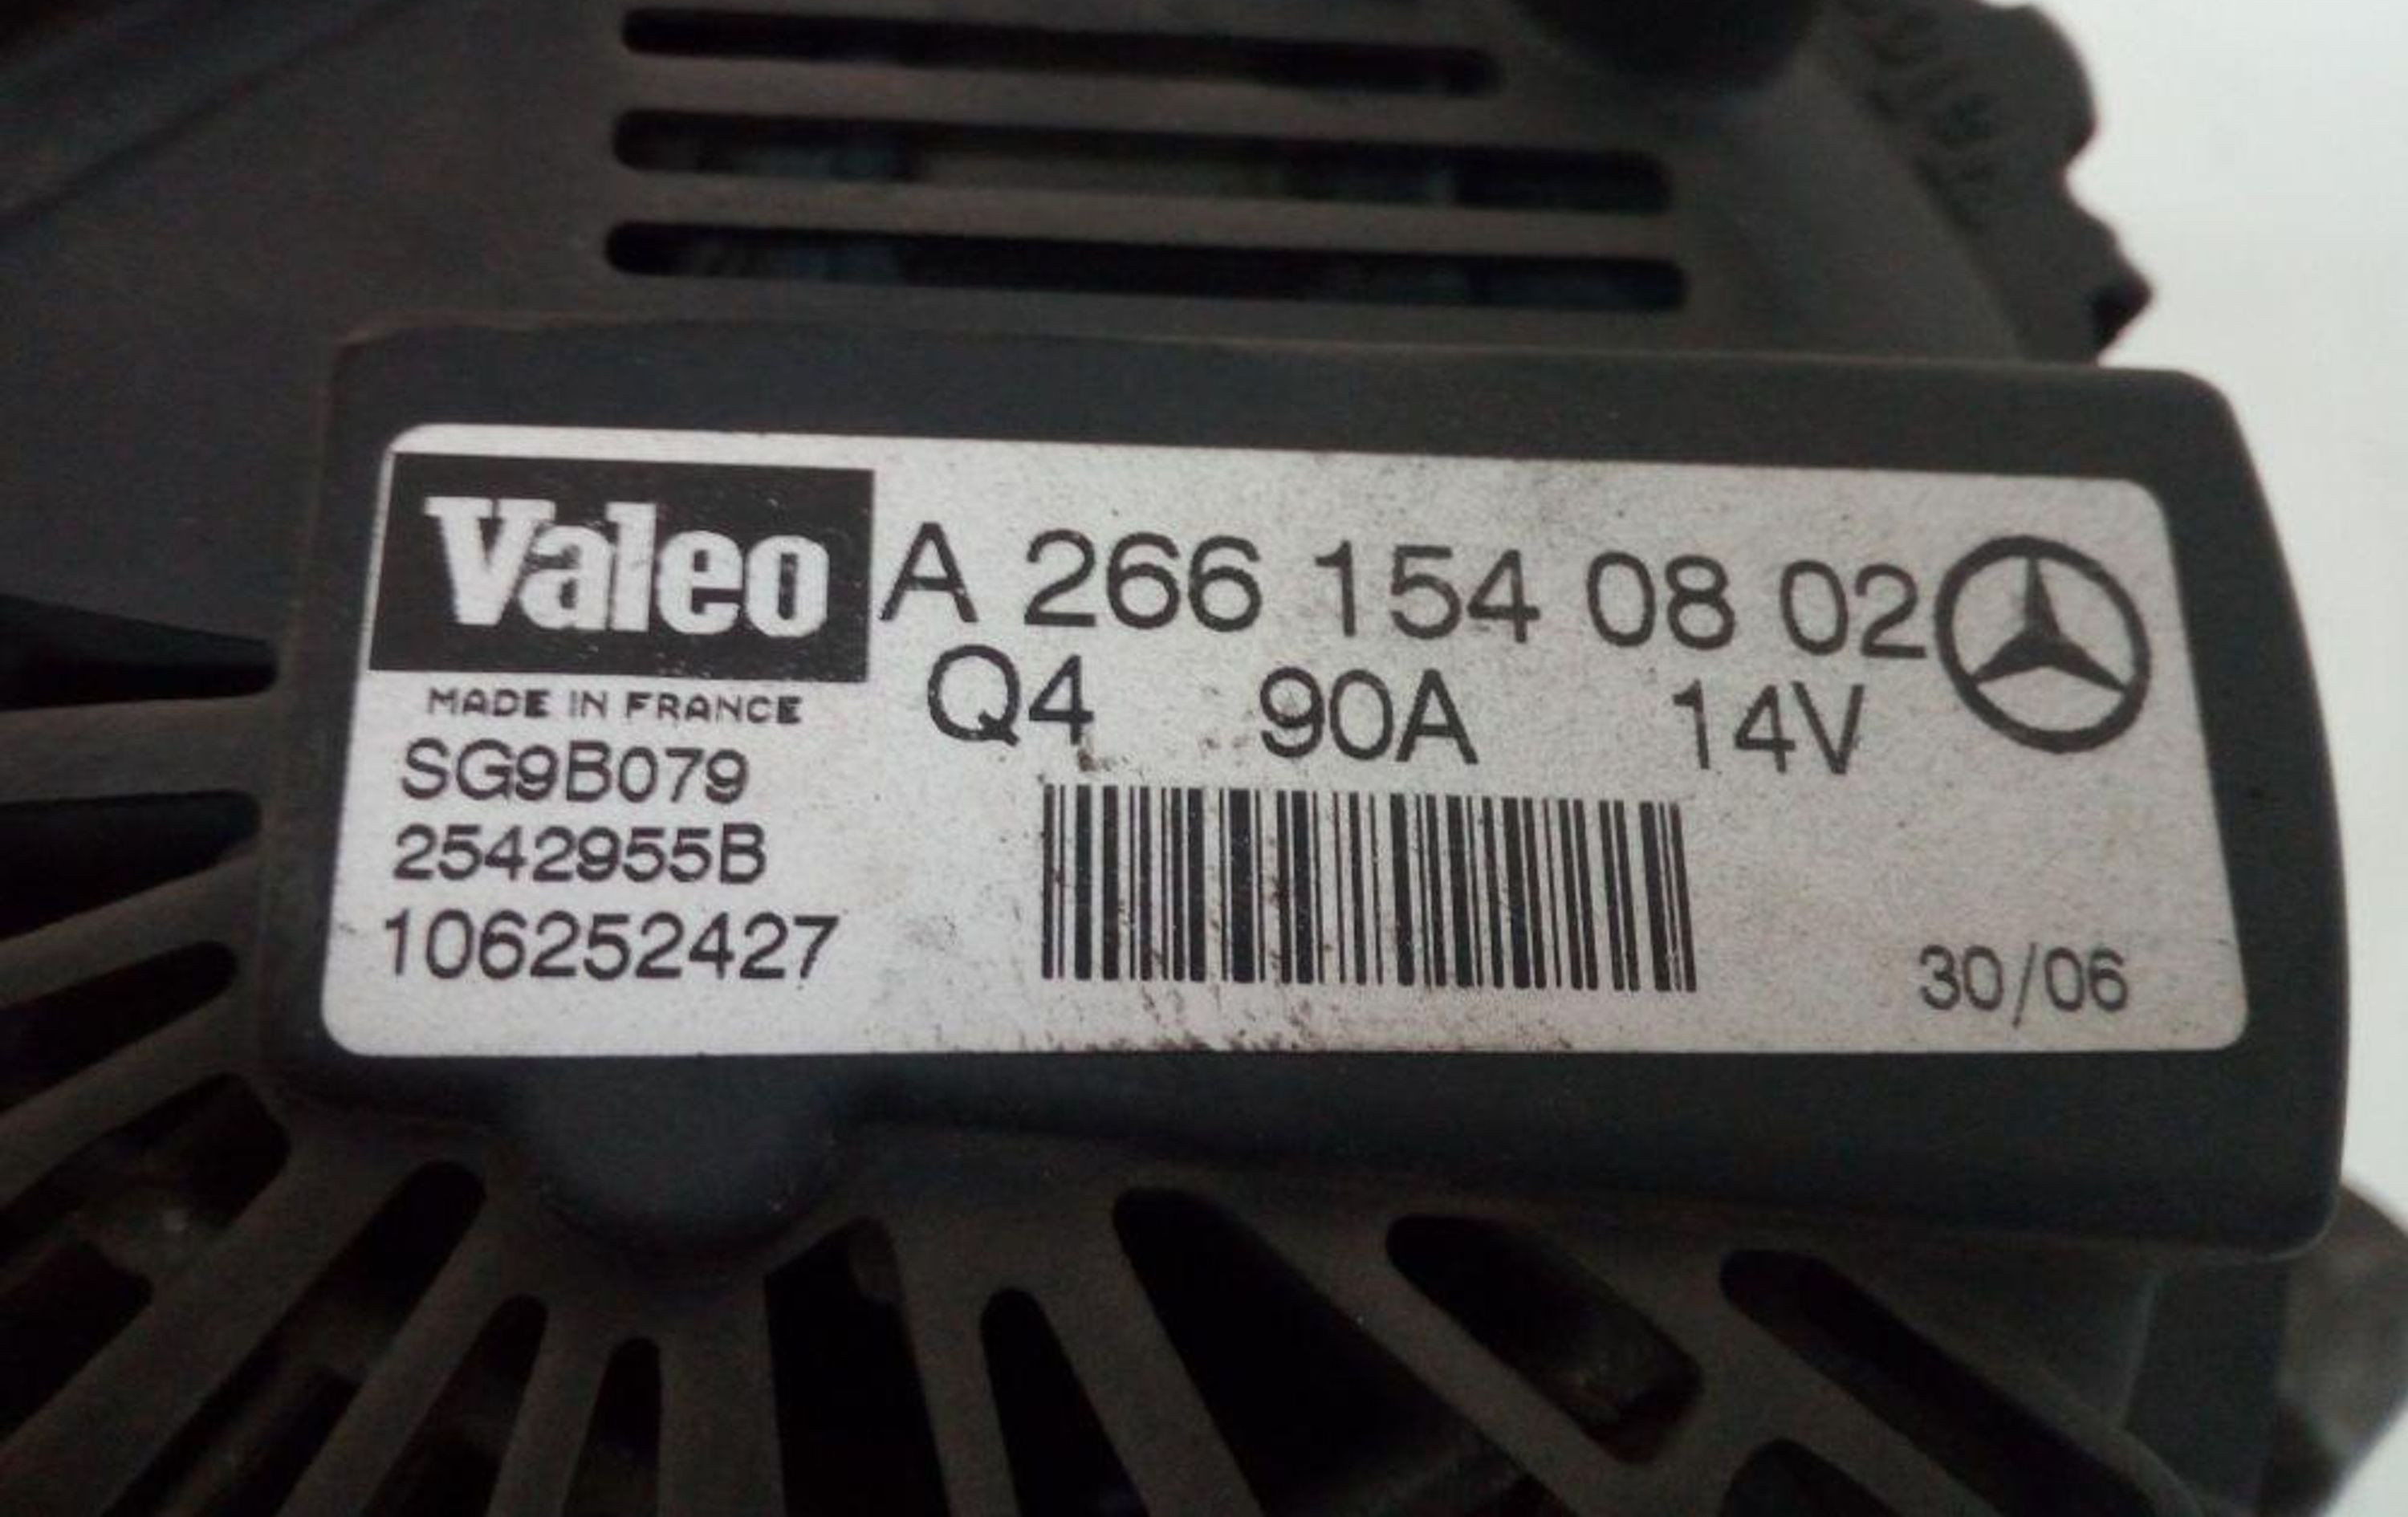 Valeo
A 266 154 08 02
Q4 90A 14V
MADE IN FRANCE
SG9B079
2542955B
106252427
30/06